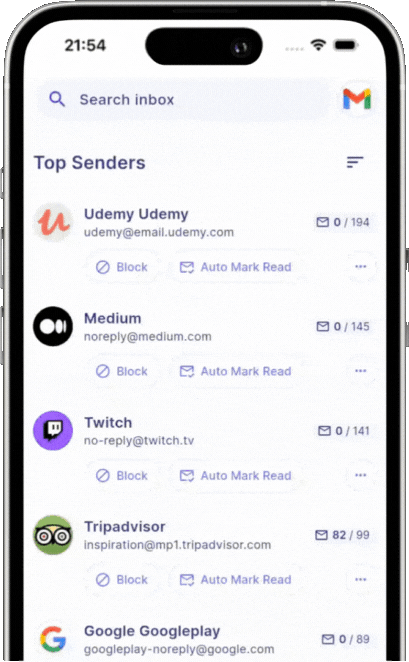 21:54
Search inbox
Top Senders
Udemy Udemy
udemy@email.udemy.com
0 / 194
Block
Auto Mark Read
Medium
noreply@medium.com
0 / 145
Block
Auto Mark Read
Twitch
no-reply@twitch.tv
0 / 141
Block
Auto Mark Read
Tripadvisor
inspiration@mp1.tripadvisor.com
82 / 99
Block
Auto Mark Read
Google Googleplay
googleplay-noreply@google.com
0 / 89